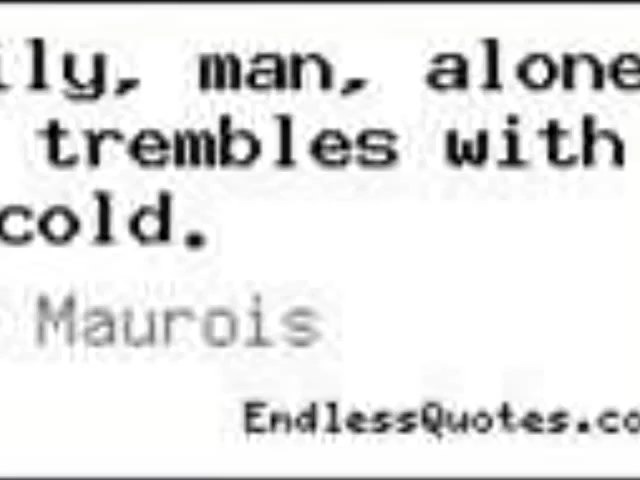 ily, man, alone
trembles with
cold.
Maurois
EndlessQuotes.co